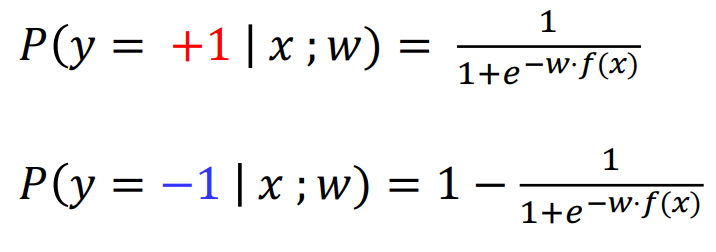 P(y = +1 | x ; w) = 1/(1+e^(−w·f(x)))
P(y = −1 | x ; w) = 1 − 1/(1+e^(−w·f(x)))